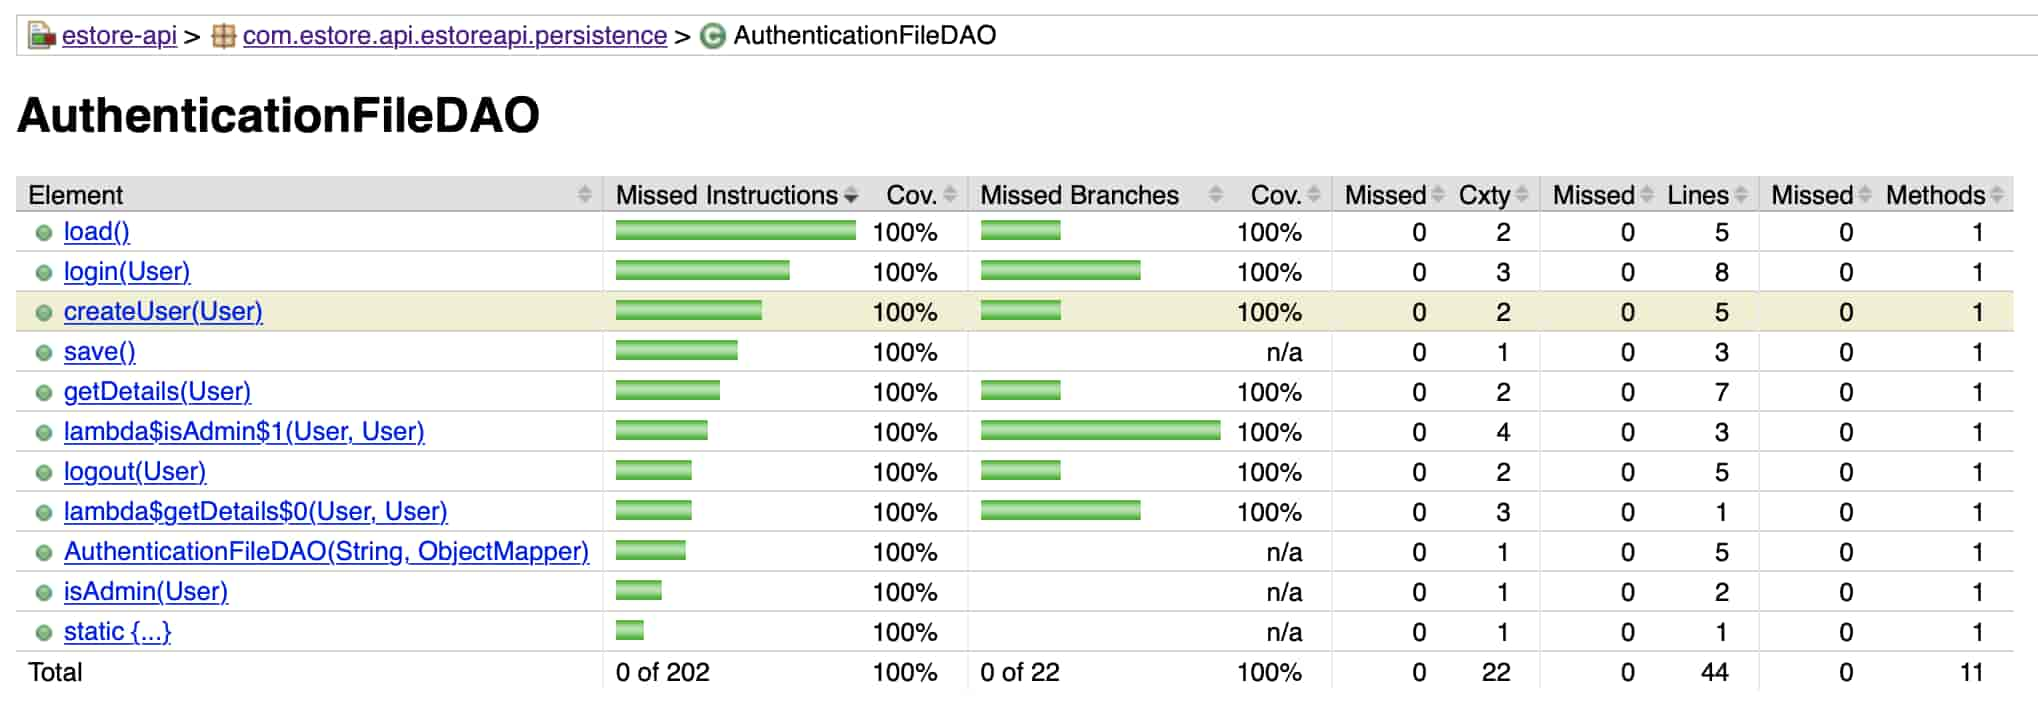 estore-api > com.estore.api.estoreapi.persistence > AuthenticationFileDAO
AuthenticationFileDAO
Element Missed Instructions Cov. Missed Branches Cov. Missed Cxty Missed Lines Missed Methods
load() 100% 100% 0 2 0 5 0 1
login(User) 100% 100% 0 3 0 8 0 1
createUser(User) 100% 100% 0 2 0 5 0 1
save() 100% n/a 0 1 0 3 0 1
getDetails(User) 100% 100% 0 2 0 7 0 1
lambda$isAdmin$1(User, User) 100% 100% 0 4 0 3 0 1
logout(User) 100% 100% 0 2 0 5 0 1
lambda$getDetails$0(User, User) 100% 100% 0 3 0 1 0 1
AuthenticationFileDAO(String, ObjectMapper) 100% n/a 0 1 0 5 0 1
isAdmin(User) 100% n/a 0 1 0 2 0 1
static {...} 100% n/a 0 1 0 1 0 1
Total 0 of 202 100% 0 of 22 100% 0 22 0 44 0 11